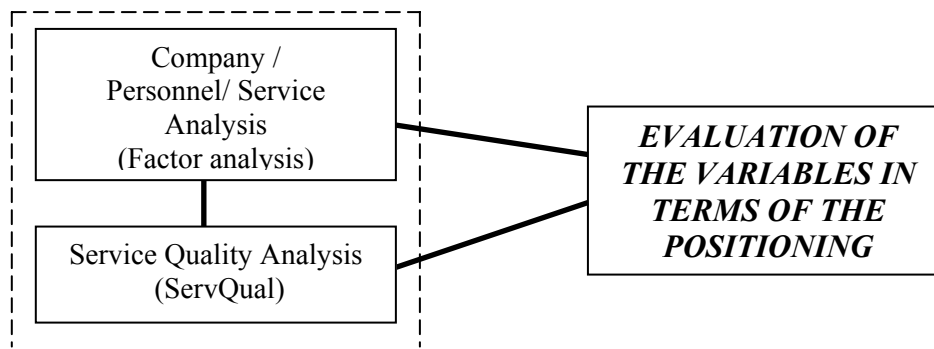 Company /
Personnel/ Service
Analysis
(Factor analysis)
EVALUATION OF
THE VARIABLES IN
TERMS OF THE
POSITIONING
Service Quality Analysis
(ServQual)